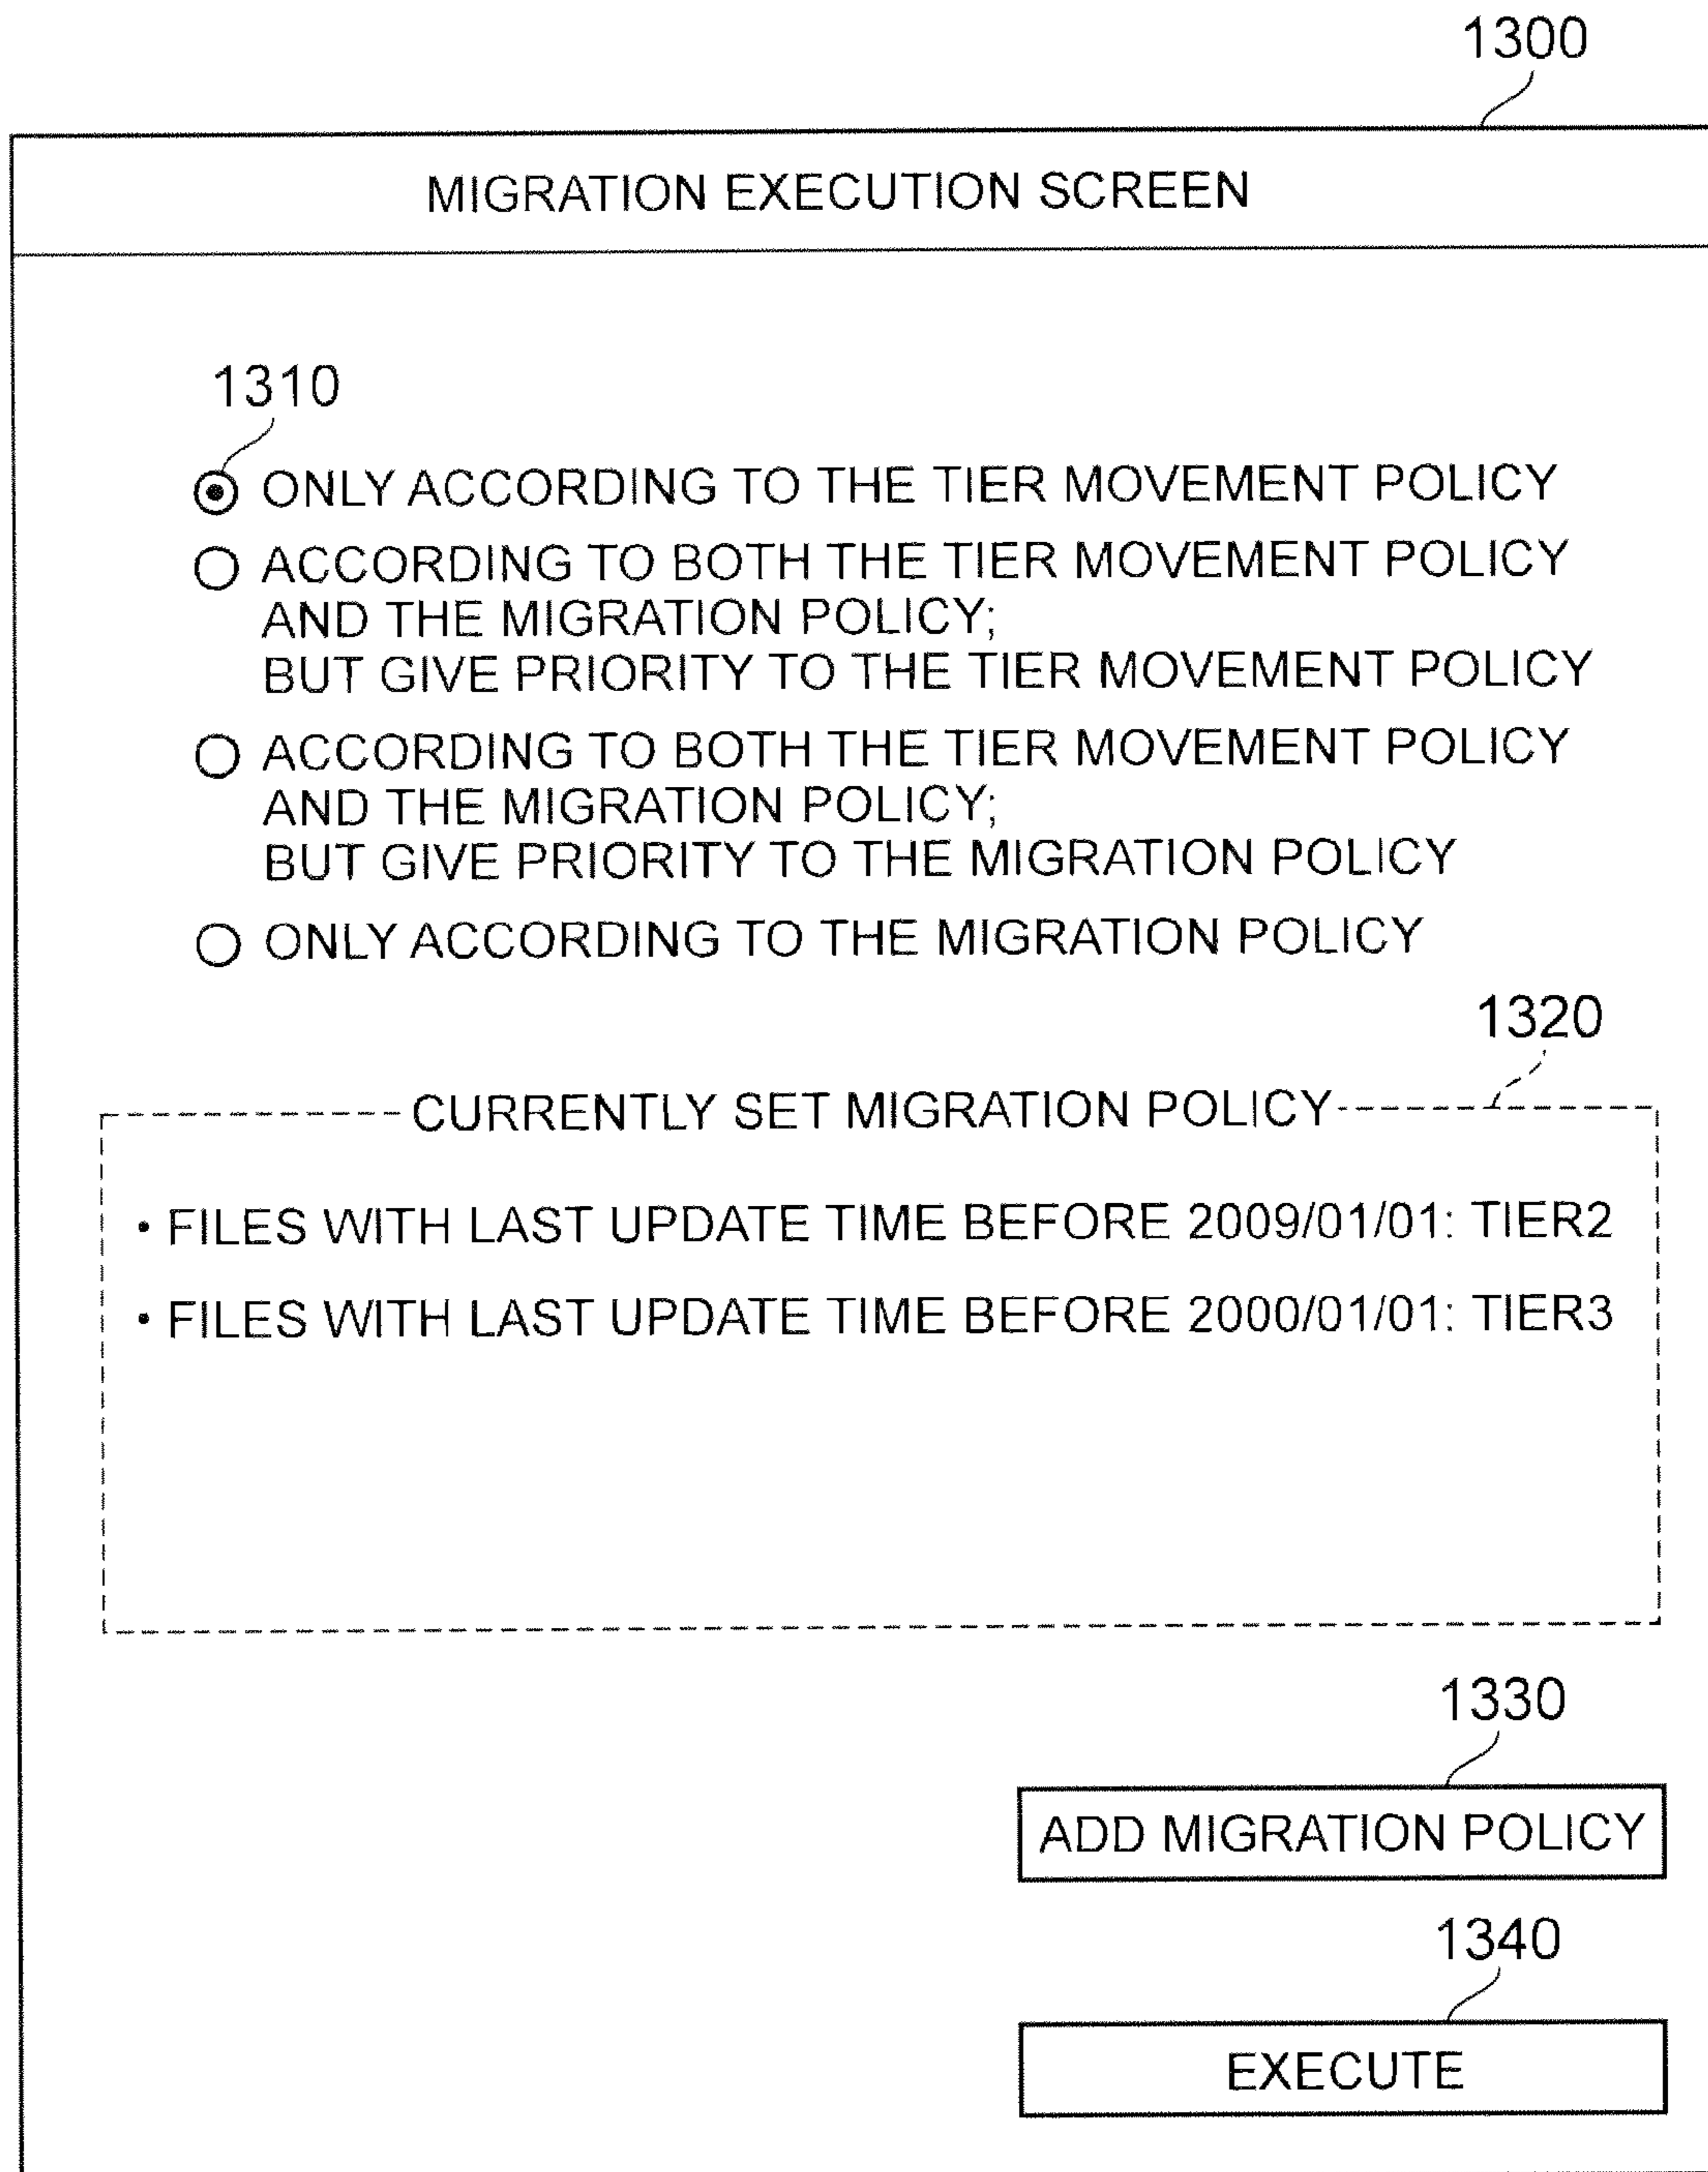 1300
MIGRATION EXECUTION SCREEN
1310
ONLY ACCORDING TO THE TIER MOVEMENT POLICY
ACCORDING TO BOTH THE TIER MOVEMENT POLICY
AND THE MIGRATION POLICY;
BUT GIVE PRIORITY TO THE TIER MOVEMENT POLICY
ACCORDING TO BOTH THE TIER MOVEMENT POLICY
AND THE MIGRATION POLICY;
BUT GIVE PRIORITY TO THE MIGRATION POLICY
ONLY ACCORDING TO THE MIGRATION POLICY
1320
CURRENTLY SET MIGRATION POLICY
• FILES WITH LAST UPDATE TIME BEFORE 2009/01/01: TIER2
• FILES WITH LAST UPDATE TIME BEFORE 2000/01/01: TIER3
1330
ADD MIGRATION POLICY
1340
EXECUTE